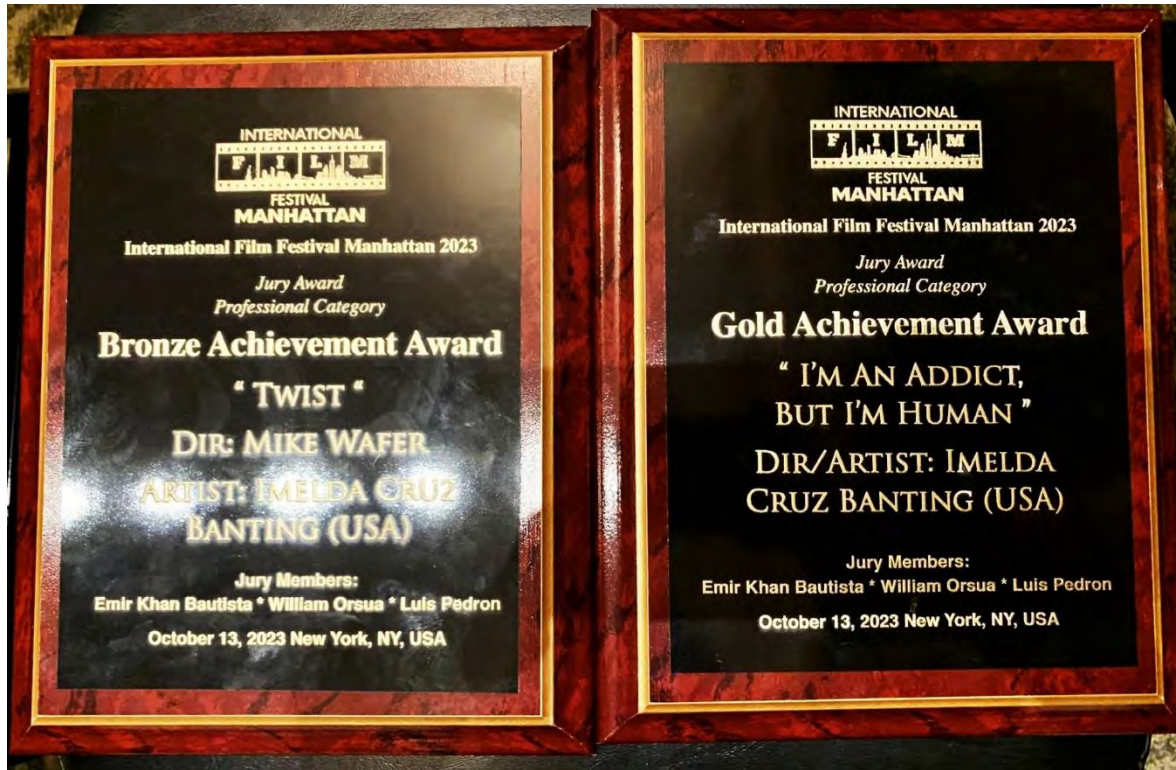 INTERNATIONAL
FILM
FESTIVAL
MANHATTAN
International Film Festival Manhattan 2023
Jury Award
Professional Category
Bronze Achievement Award
“ TWIST “
DIR: MIKE WAFER
ARTIST: IMELDA CRU2
BANTING (USA)
Jury Members:
Emir Khan Bautista * William Orsua * Luis Pedron
October 13, 2023 New York, NY, USA
INTERNATIONAL
FILM
FESTIVAL
MANHATTAN
International Film Festival Manhattan 2023
Jury Award
Professional Category
Gold Achievement Award
“ I’M AN ADDICT,
BUT I’M HUMAN ”
DIR/ARTIST: IMELDA
CRUZ BANTING (USA)
Jury Members:
Emir Khan Bautista * William Orsua * Luis Pedron
October 13, 2023 New York, NY, USA